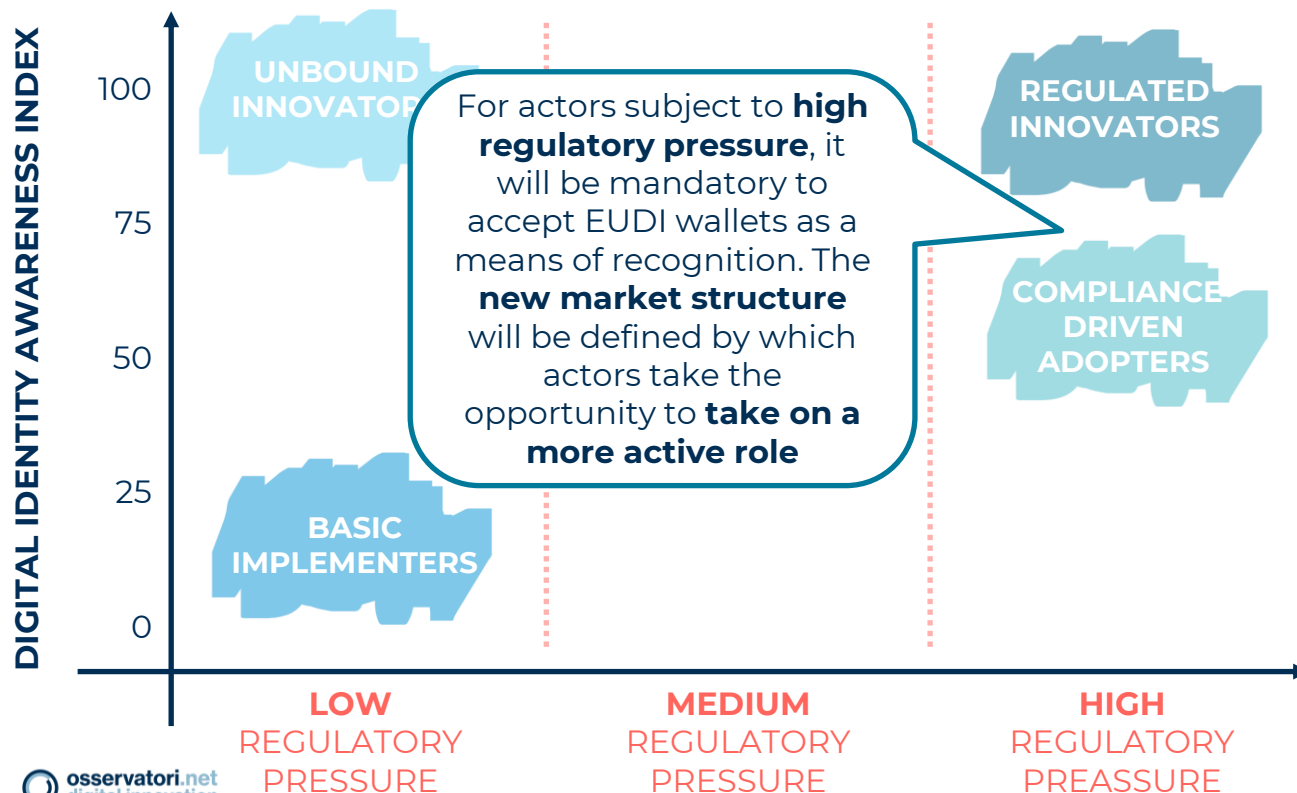 DIGITAL IDENTITY AWARENESS INDEX
100
75
50
25
0
UNBOUND
INNOVATOR
For actors subject to high
regulatory pressure, it
will be mandatory to
accept EUDI wallets as a
means of recognition. The
new market structure
will be defined by which
actors take the
opportunity to take on a
more active role
REGULATED
INNOVATORS
COMPLIANCE
DRIVEN
ADOPTERS
BASIC
IMPLEMENTERS
LOW
REGULATORY
PRESSURE
MEDIUM
REGULATORY
PRESSURE
HIGH
REGULATORY
PREASSURE
osservatori.net
digital innovation